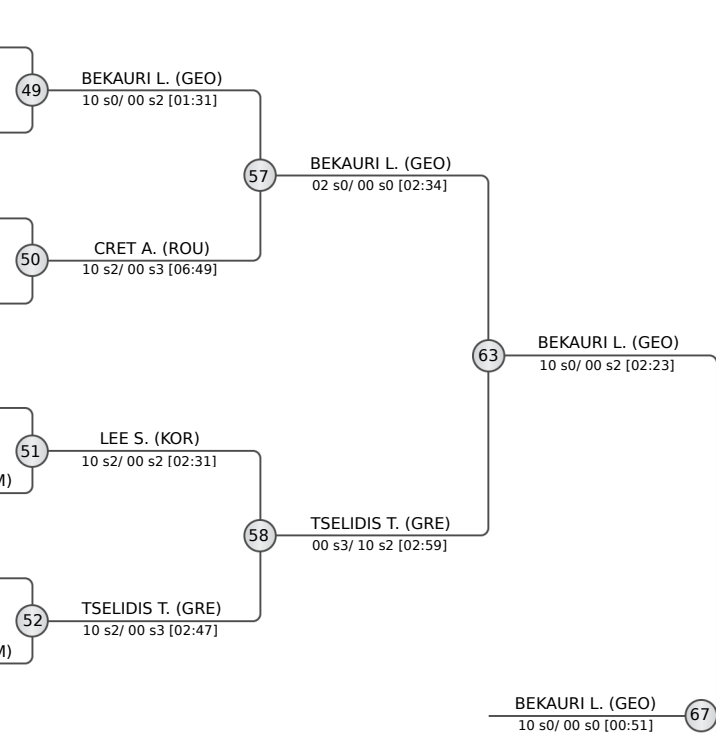 BEKAURI L. (GEO)
49
10 s0/ 00 s2 [01:31]
BEKAURI L. (GEO)
57
02 s0/ 00 s0 [02:34]
CRET A. (ROU)
50
10 s2/ 00 s3 [06:49]
BEKAURI L. (GEO)
63
10 s0/ 00 s2 [02:23]
LEE S. (KOR)
51
10 s2/ 00 s2 [02:31]
M)
TSELIDIS T. (GRE)
58
00 s3/ 10 s2 [02:59]
TSELIDIS T. (GRE)
52
10 s2/ 00 s3 [02:47]
M)
BEKAURI L. (GEO)
67
10 s0/ 00 s0 [00:51]